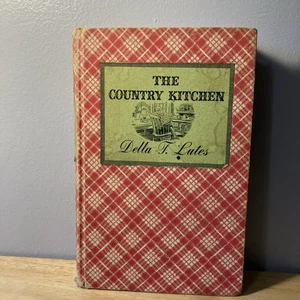 THE
COUNTRY KITCHEN
Della T. Lutes